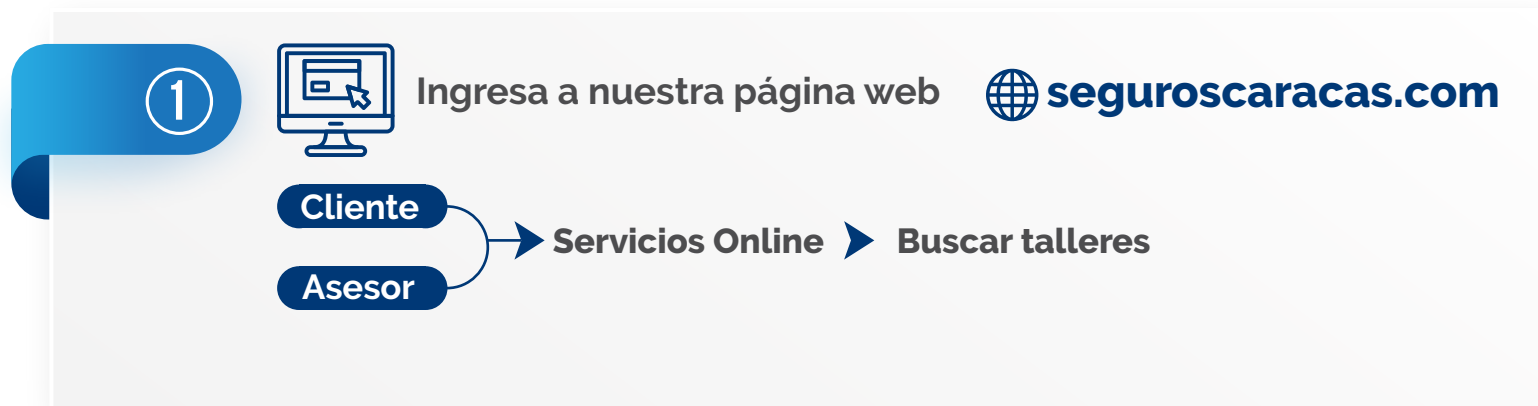 1
Ingresa a nuestra página web seguroscaracas.com
Cliente
Servicios Online Buscar talleres
Asesor